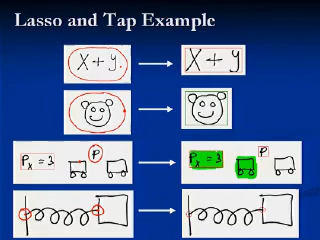 Lasso and Tap Example
x + y. x + y
Px = 3 P Px = 3 P